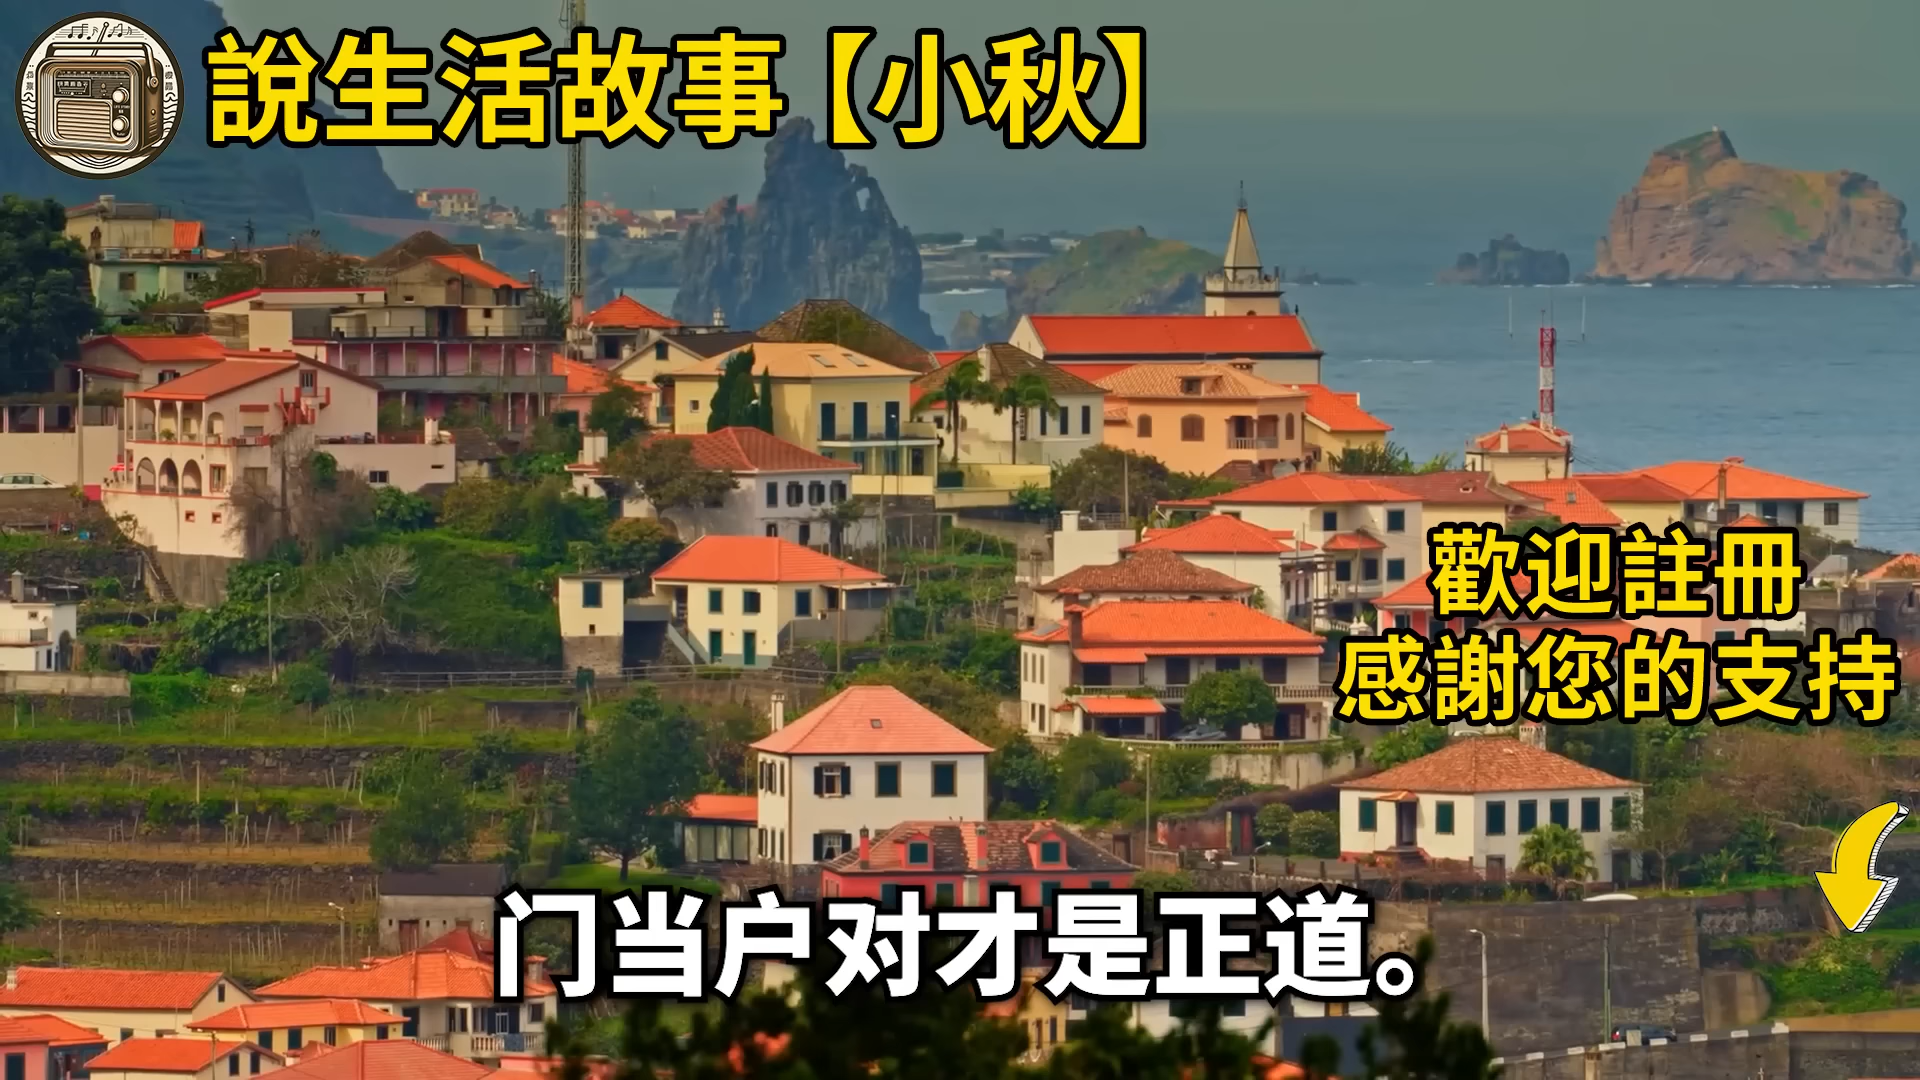 說生活故事【小秋】
歡迎註冊
感謝您的支持
门当户对才是正道。